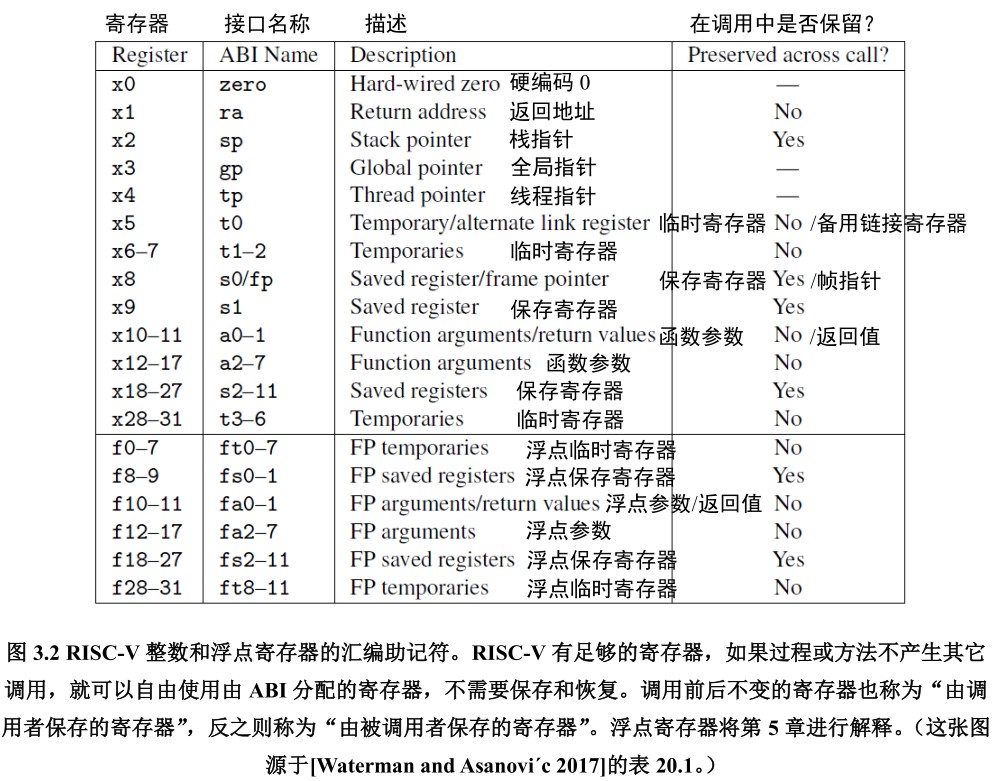 寄存器 接口名称 描述 在调用中是否保留？
Register ABI Name Description Preserved across call?
x0 zero Hard-wired zero 硬编码 0 —
x1 ra Return address 返回地址 No
x2 sp Stack pointer 栈指针 Yes
x3 gp Global pointer 全局指针 —
x4 tp Thread pointer 线程指针 —
x5 t0 Temporary/alternate link register 临时寄存器 No /备用链接寄存器
x6–7 t1–2 Temporaries 临时寄存器 No
x8 s0/fp Saved register/frame pointer 保存寄存器 Yes /帧指针
x9 s1 Saved register 保存寄存器 Yes
x10–11 a0–1 Function arguments/return values 函数参数 No /返回值
x12–17 a2–7 Function arguments 函数参数 No
x18–27 s2–11 Saved registers 保存寄存器 Yes
x28–31 t3–6 Temporaries 临时寄存器 No
f0–7 ft0–7 FP temporaries 浮点临时寄存器 No
f8–9 fs0–1 FP saved registers 浮点保存寄存器 Yes
f10–11 fa0–1 FP arguments/return values 浮点参数/返回值 No
f12–17 fa2–7 FP arguments 浮点参数 No
f18–27 fs2–11 FP saved registers 浮点保存寄存器 Yes
f28–31 ft8–11 FP temporaries 浮点临时寄存器 No
图 3.2 RISC-V 整数和浮点寄存器的汇编助记符。RISC-V 有足够的寄存器，如果过程或方法不产生其它
调用，就可以自由使用由 ABI 分配的寄存器，不需要保存和恢复。调用前后不变的寄存器也称为“由调
用者保存的寄存器”，反之则称为“由被调用者保存的寄存器”。浮点寄存器将第 5 章进行解释。（这张图
源于[Waterman and Asanovi´c 2017]的表 20.1。）